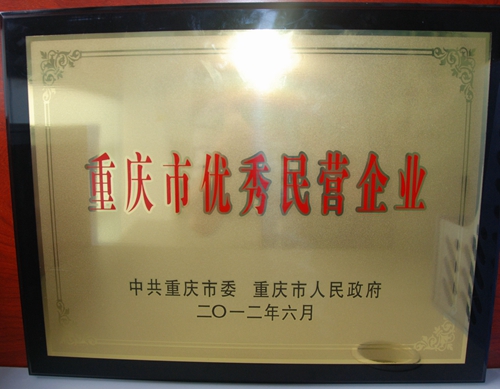 重庆市优秀民营企业
中共重庆市委 重庆市人民政府
二〇一二年六月